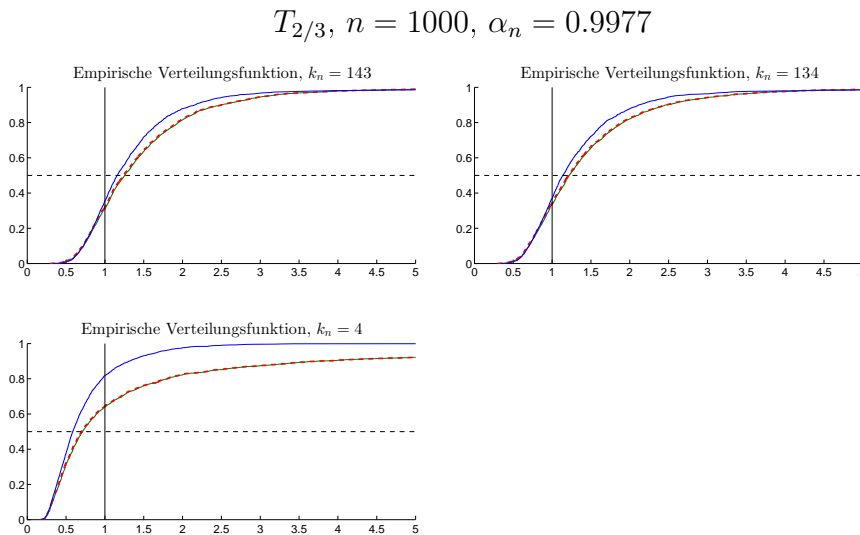 T_{2/3}, n = 1000, α_n = 0.9977
Empirische Verteilungsfunktion, k_n = 143
1
0.8
0.6
0.4
0.2
0
0 0.5 1 1.5 2 2.5 3 3.5 4 4.5 5
Empirische Verteilungsfunktion, k_n = 134
1
0.8
0.6
0.4
0.2
0
0 0.5 1 1.5 2 2.5 3 3.5 4 4.5 5
Empirische Verteilungsfunktion, k_n = 4
1
0.8
0.6
0.4
0.2
0
0 0.5 1 1.5 2 2.5 3 3.5 4 4.5 5